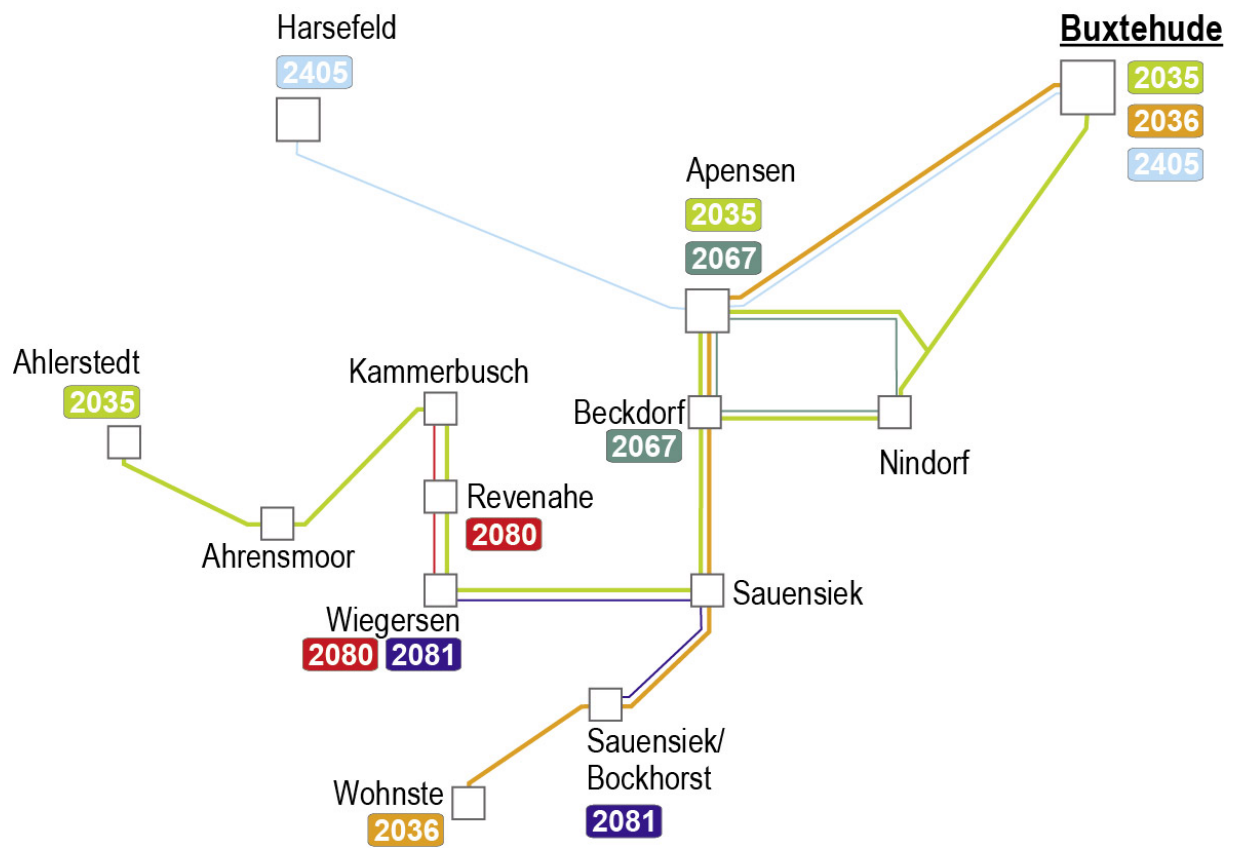 Harsefeld
2405
Buxtehude
2035
2036
2405
Apensen
2035
2067
Ahlerstedt
2035
Kammerbusch
Beckdorf
2067
Nindorf
Revenahe
2080
Ahrensmoor
Wiegersen
2080 2081
Sauensiek
Sauensiek/
Bockhorst
2081
Wohnste
2036